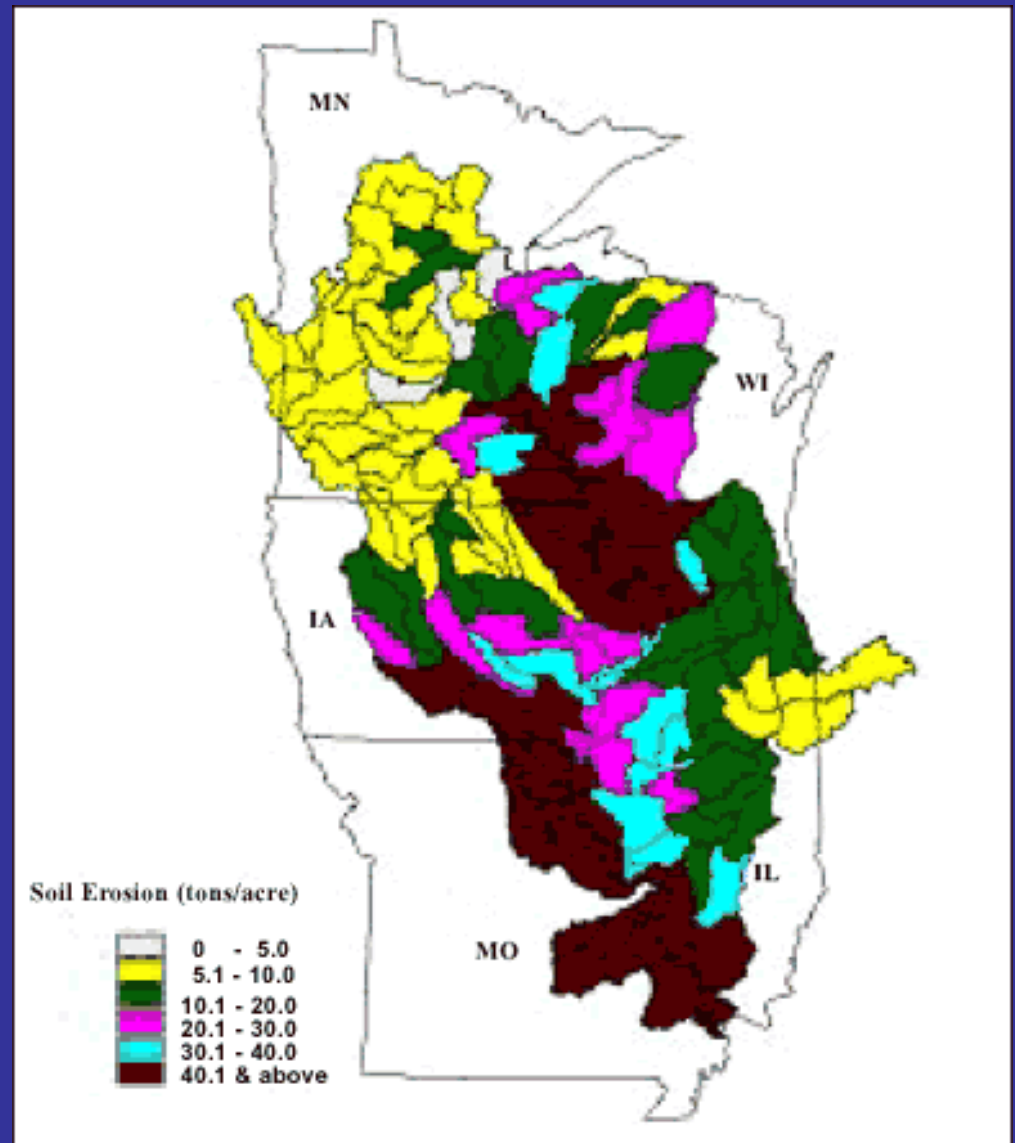 MN
WI
IA
IL
Soil Erosion (tons/acre)
0 - 5.0
5.1 - 10.0
MO
10.1 - 20.0
20.1 - 30.0
30.1 - 40.0
40.1 & above